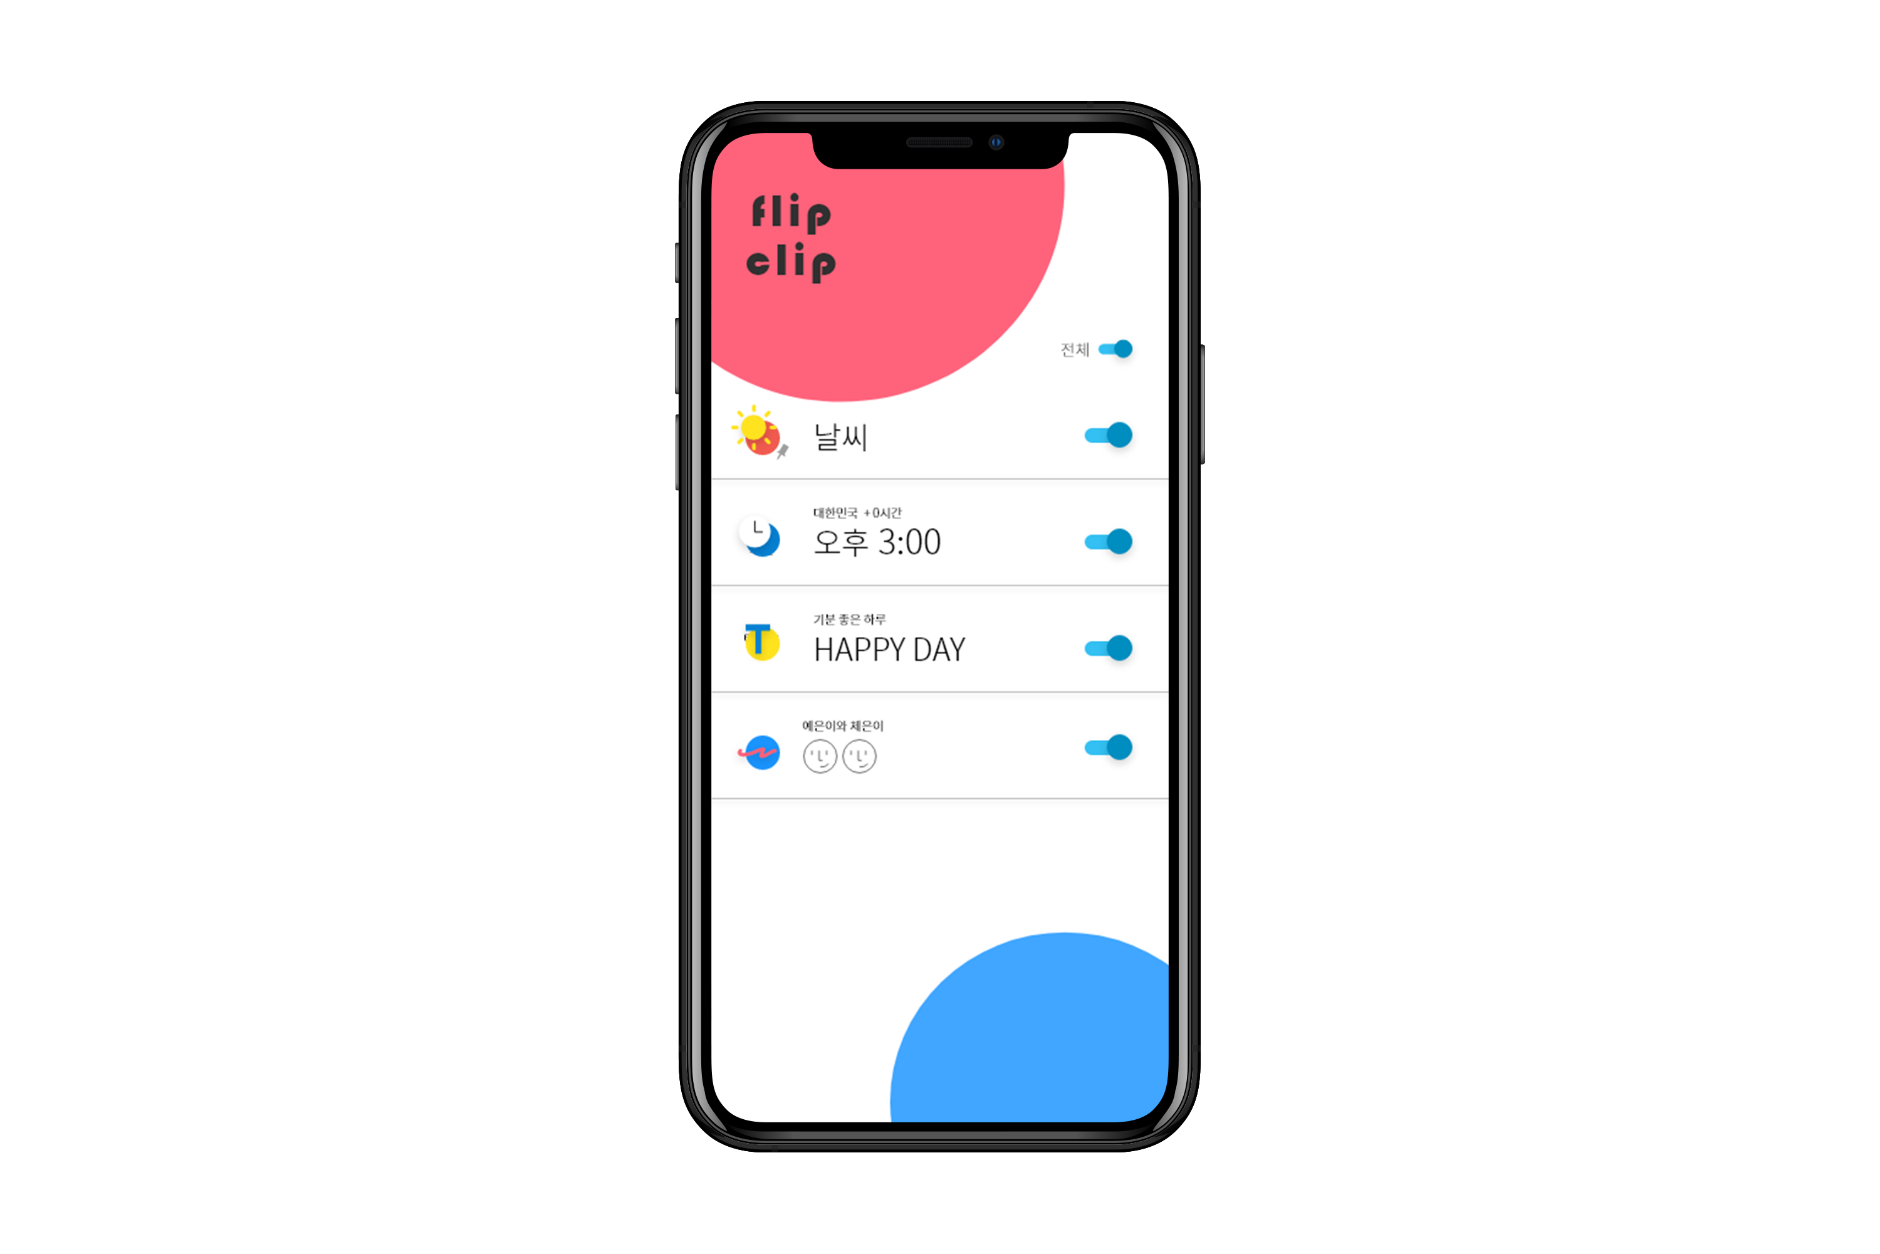 flip
clip
전체
날씨
대한민국 +0시간
오후 3:00
기분 좋은 하루
T HAPPY DAY
예은이와 채은이